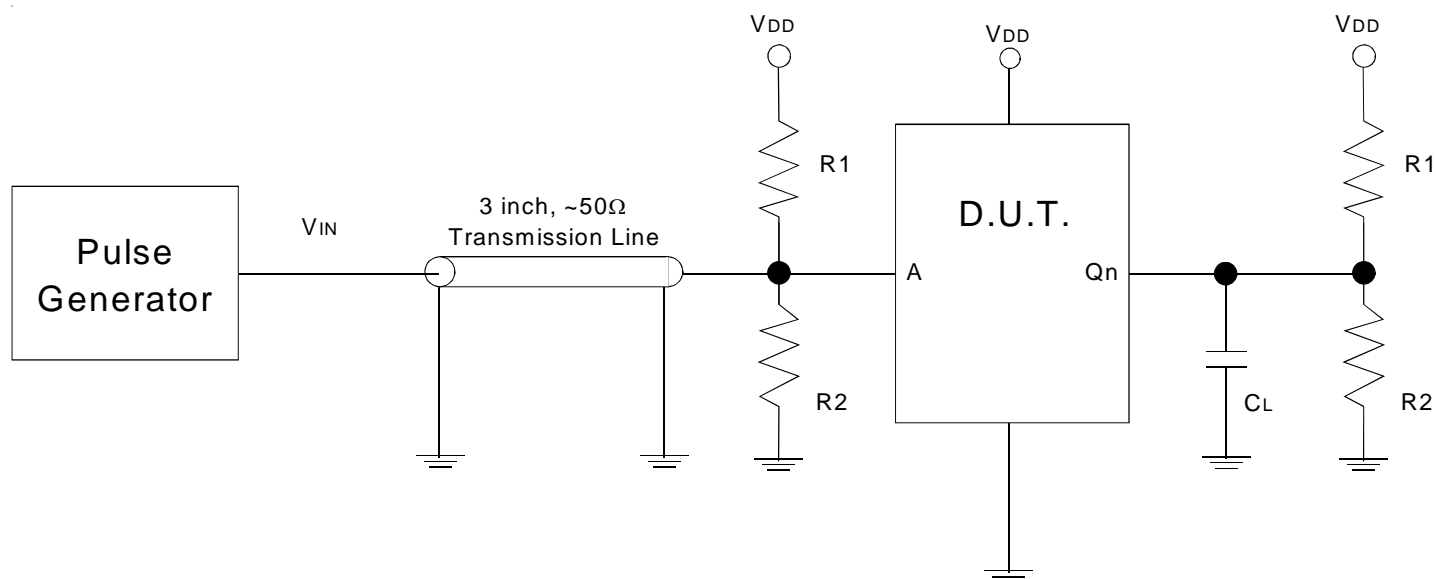 VDD
VDD
VDD
R1
R1
D.U.T.
3 inch, ~50Ω
Transmission Line
VIN
Pulse
Generator
A
Qn
R2
CL
R2